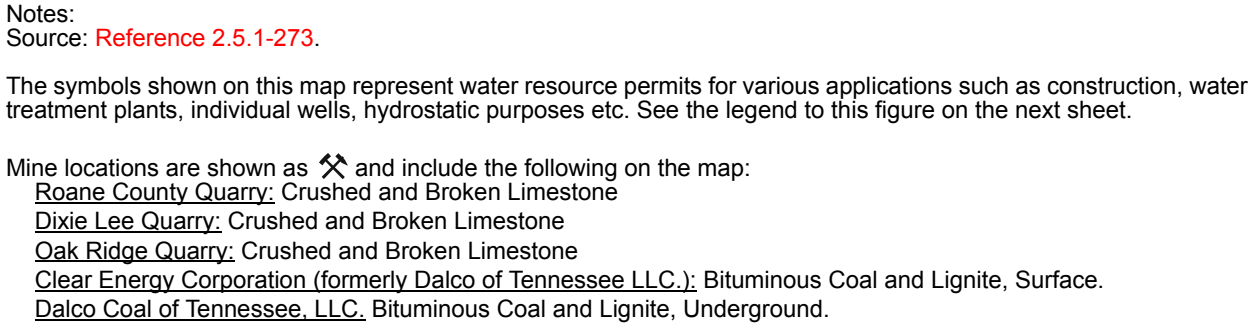 Notes:
Source: Reference 2.5.1-273.
The symbols shown on this map represent water resource permits for various applications such as construction, water
treatment plants, individual wells, hydrostatic purposes etc. See the legend to this figure on the next sheet.
Mine locations are shown as ⚒ and include the following on the map:
Roane County Quarry: Crushed and Broken Limestone
Dixie Lee Quarry: Crushed and Broken Limestone
Oak Ridge Quarry: Crushed and Broken Limestone
Clear Energy Corporation (formerly Dalco of Tennessee LLC.): Bituminous Coal and Lignite, Surface.
Dalco Coal of Tennessee, LLC. Bituminous Coal and Lignite, Underground.